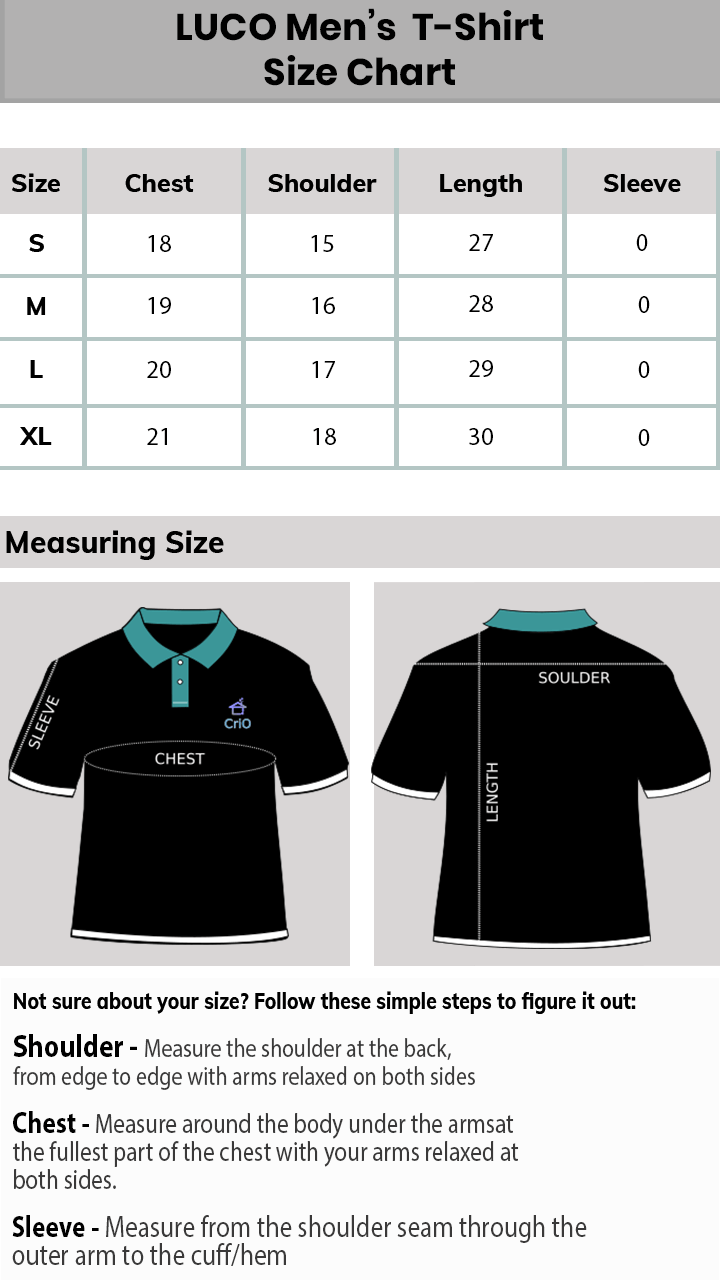 LUCO Men’s T-Shirt
Size Chart
Size Chest Shoulder Length Sleeve
S 18 15 27 0
M 19 16 28 0
L 20 17 29 0
XL 21 18 30 0
Measuring Size
SLEEVE
CriO
CHEST
SOULDER
LENGTH
Not sure about your size? Follow these simple steps to figure it out:
Shoulder - Measure the shoulder at the back,
from edge to edge with arms relaxed on both sides
Chest - Measure around the body under the armsat
the fullest part of the chest with your arms relaxed at
both sides.
Sleeve - Measure from the shoulder seam through the
outer arm to the cuff/hem